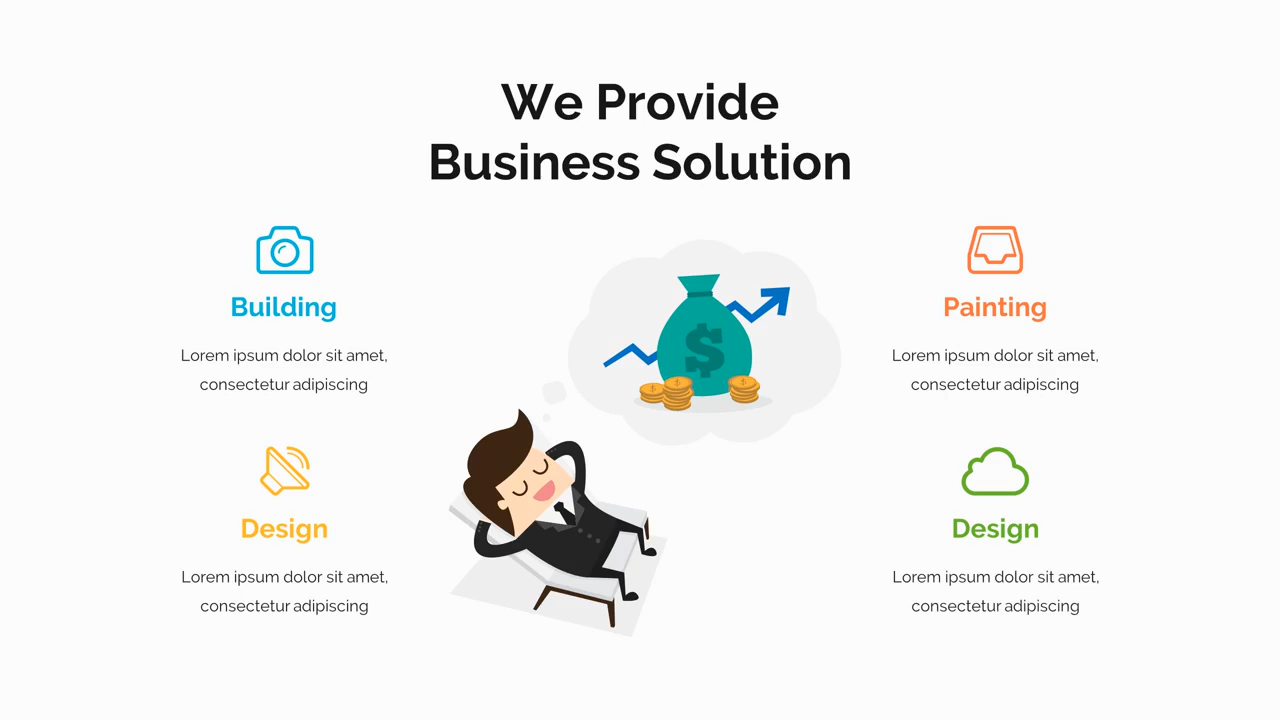 We Provide
Business Solution
Building
Lorem ipsum dolor sit amet,
consectetur adipiscing
Painting
Lorem ipsum dolor sit amet,
consectetur adipiscing
$
Design
Lorem ipsum dolor sit amet,
consectetur adipiscing
Design
Lorem ipsum dolor sit amet,
consectetur adipiscing